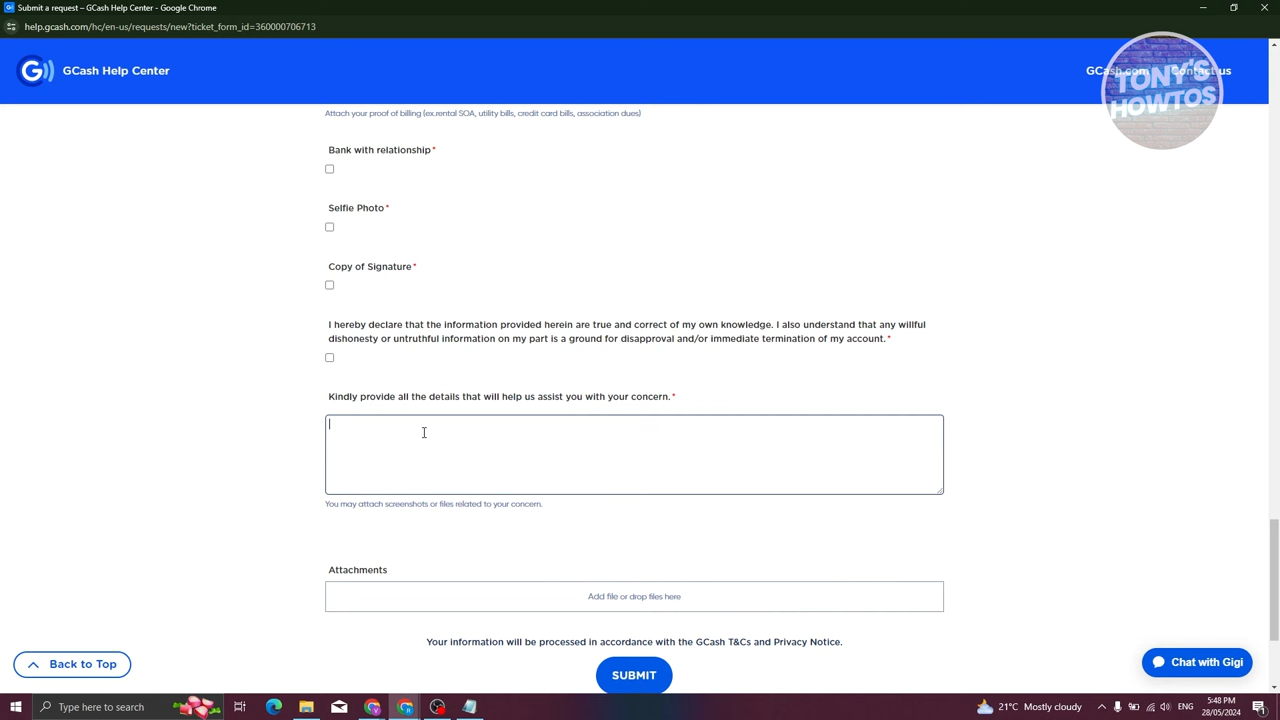 Submit a request – GCash Help Center - Google Chrome
help.gcash.com/hc/en-us/requests/new?ticket_form_id=360000706713
GCash Help Center
GCash.com
Contact us
TONY'S
HOWTOS
Attach your proof of billing (ex.rental SOA, utility bills, credit card bills, association dues)
Bank with relationship*
Selfie Photo*
Copy of Signature*
I hereby declare that the information provided herein are true and correct of my own knowledge. I also understand that any willful
dishonesty or untruthful information on my part is a ground for disapproval and/or immediate termination of my account.*
Kindly provide all the details that will help us assist you with your concern.*
You may attach screenshots or files related to your concern.
Attachments
Add file or drop files here
Your information will be processed in accordance with the GCash T&Cs and Privacy Notice.
Back to Top
SUBMIT
Chat with Gigi
Type here to search
21°C Mostly cloudy
ENG
5:48 PM
28/05/2024